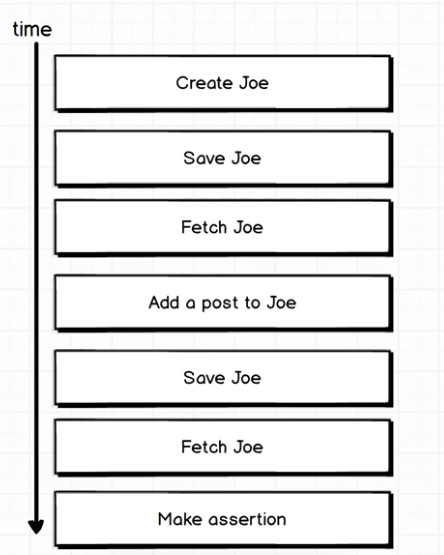 time
Create Joe
Save Joe
Fetch Joe
Add a post to Joe
Save Joe
Fetch Joe
Make assertion